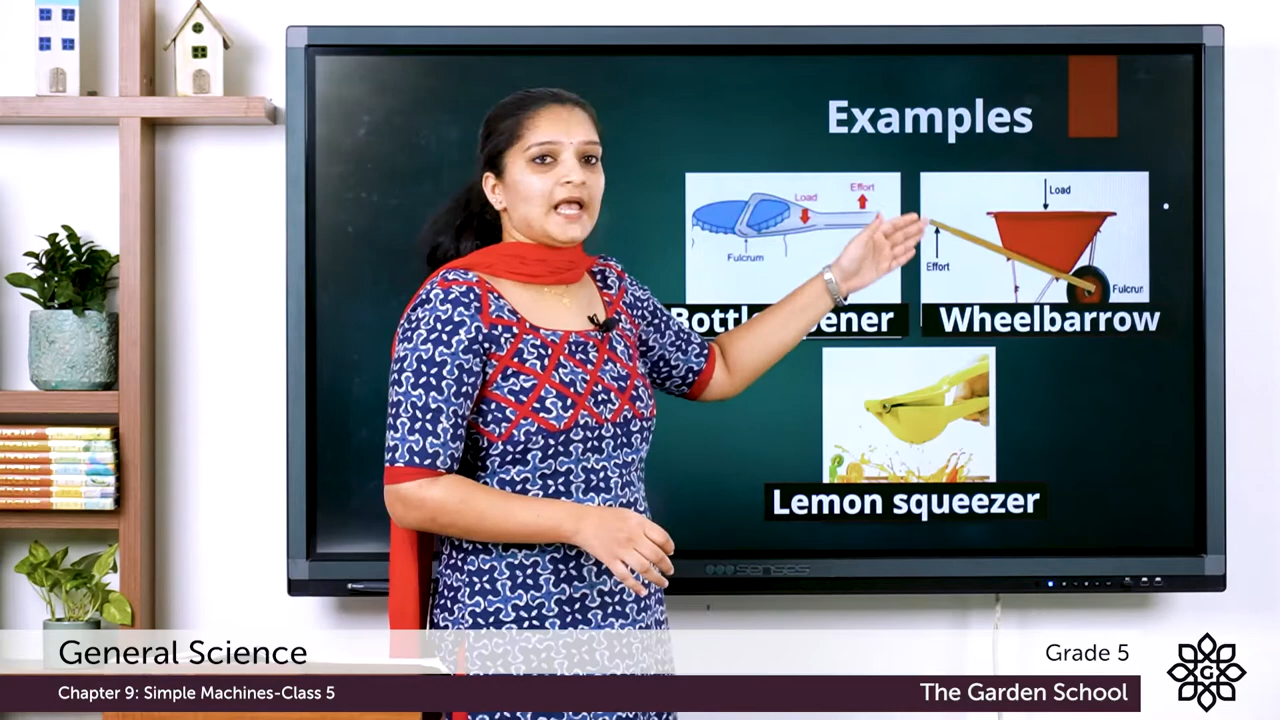 Examples
Load
Effort
Fulcrum
Load
Effort
Fulcrum
Wheelbarrow
Lemon squeezer
senses
General Science
Grade 5
Chapter 9: Simple Machines-Class 5
The Garden School
G